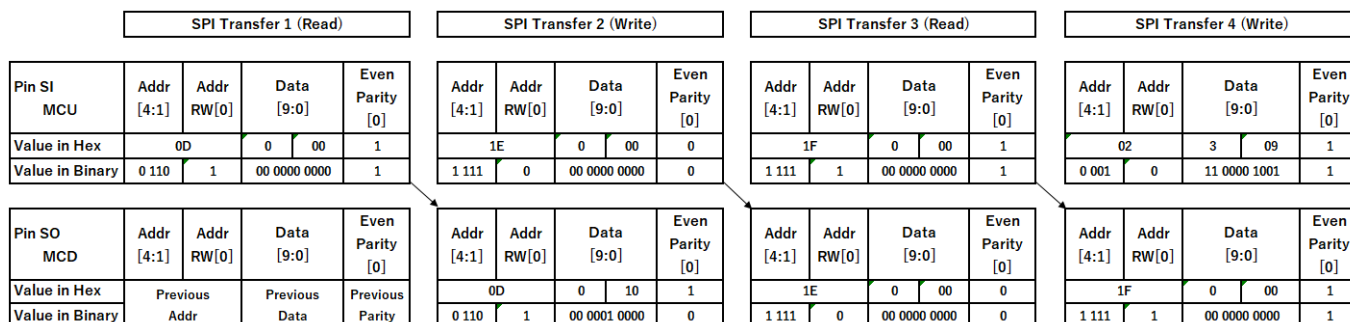 SPI Transfer 1 (Read) SPI Transfer 2 (Write) SPI Transfer 3 (Read) SPI Transfer 4 (Write)
Pin SI MCU Addr [4:1] Addr RW[0] Data [9:0] Even Parity [0] Addr [4:1] Addr RW[0] Data [9:0] Even Parity [0] Addr [4:1] Addr RW[0] Data [9:0] Even Parity [0] Addr [4:1] Addr RW[0] Data [9:0] Even Parity [0]
Value in Hex 0D 0 00 1 1E 0 00 0 1F 0 00 1 02 3 09 1
Value in Binary 0 110 1 00 0000 0000 1 1 111 0 00 0000 0000 0 1 111 1 00 0000 0000 1 0 001 0 11 0000 1001 1
Pin SO MCD Addr [4:1] Addr RW[0] Data [9:0] Even Parity [0] Addr [4:1] Addr RW[0] Data [9:0] Even Parity [0] Addr [4:1] Addr RW[0] Data [9:0] Even Parity [0] Addr [4:1] Addr RW[0] Data [9:0] Even Parity [0]
Value in Hex Previous Previous Previous 0D 0 10 1 1E 0 00 0 1F 0 00 1
Value in Binary Addr Data Parity 0 110 1 00 0001 0000 0 1 111 0 00 0000 0000 0 1 111 1 00 0000 0000 1